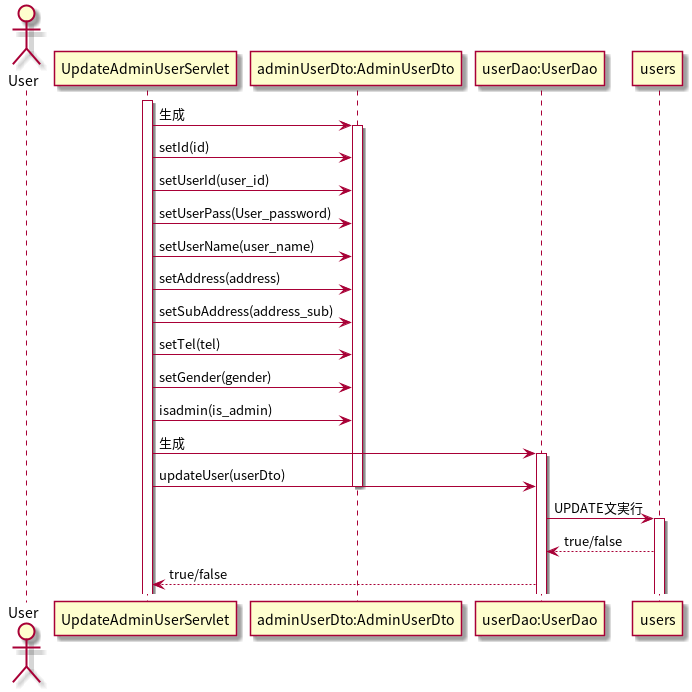 User
UpdateAdminUserServlet
adminUserDto:AdminUserDto
userDao:UserDao
users
生成
setId(id)
setUserId(user_id)
setUserPass(User_password)
setUserName(user_name)
setAddress(address)
setSubAddress(address_sub)
setTel(tel)
setGender(gender)
isadmin(is_admin)
生成
updateUser(userDto)
UPDATE文実行
true/false
true/false
User
UpdateAdminUserServlet
adminUserDto:AdminUserDto
userDao:UserDao
users